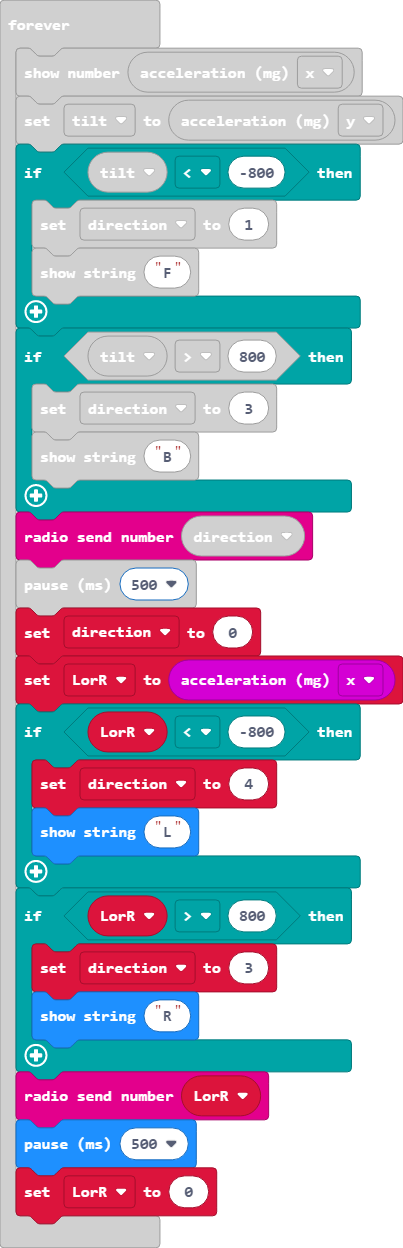 forever
show number acceleration (mg) x
set tilt to acceleration (mg) y
if tilt < -800 then
set direction to 1
show string "F"
if tilt > 800 then
set direction to 3
show string "B"
radio send number direction
pause (ms) 500
set direction to 0
set LorR to acceleration (mg) x
if LorR < -800 then
set direction to 4
show string "L"
if LorR > 800 then
set direction to 3
show string "R"
radio send number LorR
pause (ms) 500
set LorR to 0